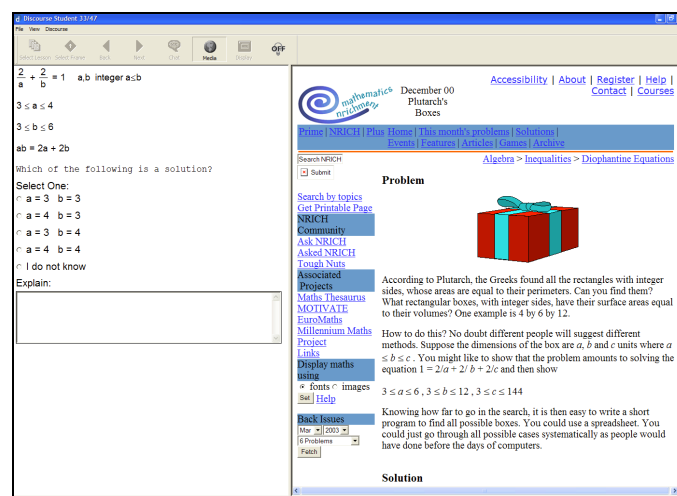 Discourse Student 33/47
File View Discourse
Select Lesson Select Frame Back Next Chat Media Display OFF
2/a + 2/b = 1 a,b integer a≤b
3 ≤ a ≤ 4
3 ≤ b ≤ 6
ab = 2a + 2b
Which of the following is a solution?
Select One:
a = 3 b = 3
a = 4 b = 3
a = 3 b = 4
a = 4 b = 4
I do not know
Explain:
mathematics
nrichment
December 00
Plutarch's
Boxes
Accessibility | About | Register | Help |
Contact | Courses
Prime | NRICH | Plus Home | This month's problems | Solutions |
Events | Features | Articles | Games | Archive
Search NRICH
Submit
Algebra > Inequalities > Diophantine Equations
Search by topics
Get Printable Page
NRICH
Community
Ask NRICH
Asked NRICH
Tough Nuts
Associated
Projects
Maths Thesaurus
MOTIVATE
EuroMaths
Millennium Maths
Project
Links
Display maths
using
fonts images
Set Help
Back Issues
Mar 2003
6 Problems
Fetch
Problem
According to Plutarch, the Greeks found all the rectangles with integer
sides, whose areas are equal to their perimeters. Can you find them?
What rectangular boxes, with integer sides, have their surface areas equal
to their volumes? One example is 4 by 6 by 12.
How to do this? No doubt different people will suggest different
methods. Suppose the dimensions of the box are a, b and c units where a
≤ b ≤ c . You might like to show that the problem amounts to solving the
equation 1 = 2/a + 2/ b + 2/c and then show
3 ≤ a ≤ 6 , 3 ≤ b ≤ 12 , 3 ≤ c ≤ 144
Knowing how far to go in the search, it is then easy to write a short
program to find all possible boxes. You could use a spreadsheet. You
could just go through all possible cases systematically as people would
have done before the days of computers.
Solution